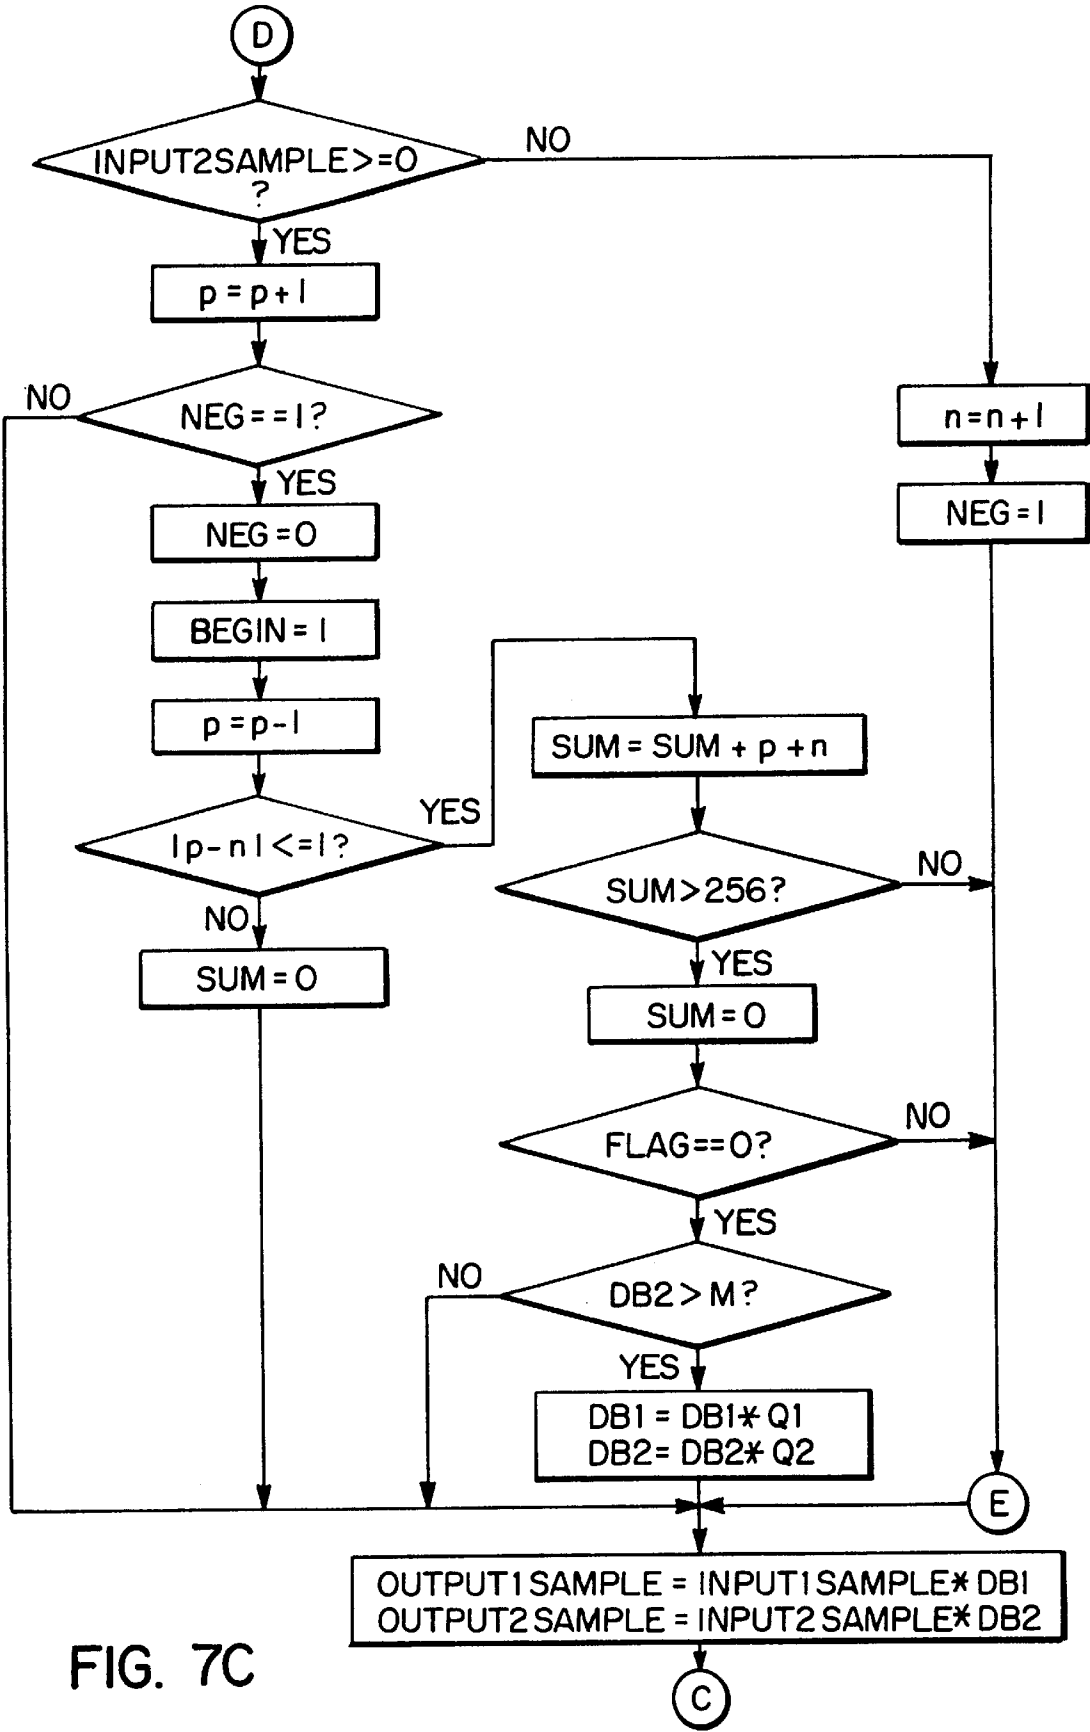 D
INPUT2SAMPLE>=0
?
NO
YES
p=p+1
NEG==1?
NO
n=n+1
YES
NEG=1
NEG=0
BEGIN=1
p=p-1
SUM=SUM+p+n
|p-n|<=1?
YES
SUM>256?
NO
NO
YES
SUM=0
SUM=0
FLAG==0?
NO
YES
DB2>M?
NO
YES
DB1=DB1*Q1
DB2=DB2*Q2
E
OUTPUT1SAMPLE=INPUT1SAMPLE*DB1
OUTPUT2SAMPLE=INPUT2SAMPLE*DB2
FIG. 7C
C